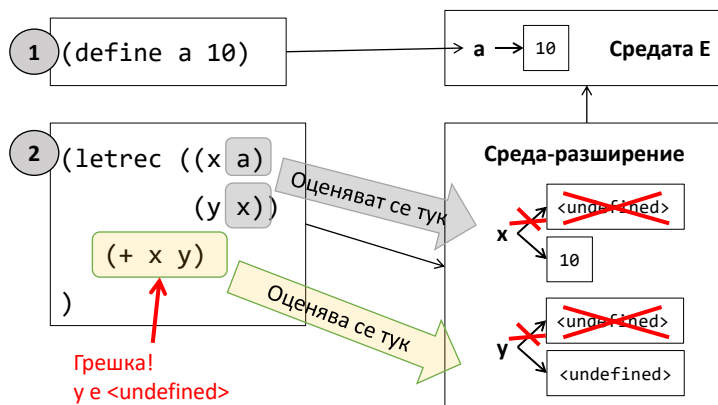 1
(define a 10)
a
10
Средата E
2
(letrec ((x a)
(y x))
(+ x y)
)
Оценяват се тук
Оценява се тук
Грешка!
y е <undefined>
Среда-разширение
x
<undefined>
10
y
<undefined>
<undefined>